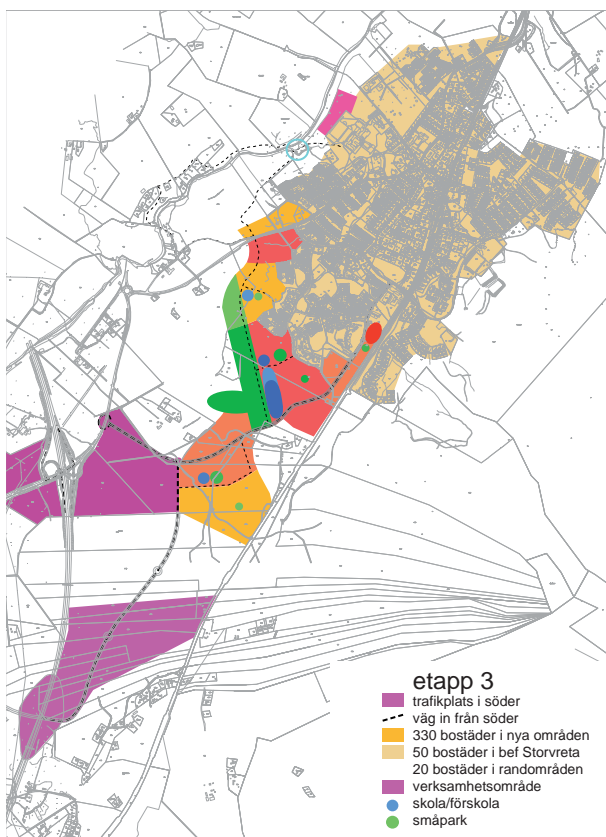 etapp 3
trafikplats i söder
väg in från söder
330 bostäder i nya områden
50 bostäder i bef Storvreta
20 bostäder i randområden
verksamhetsområde
skola/förskola
småpark